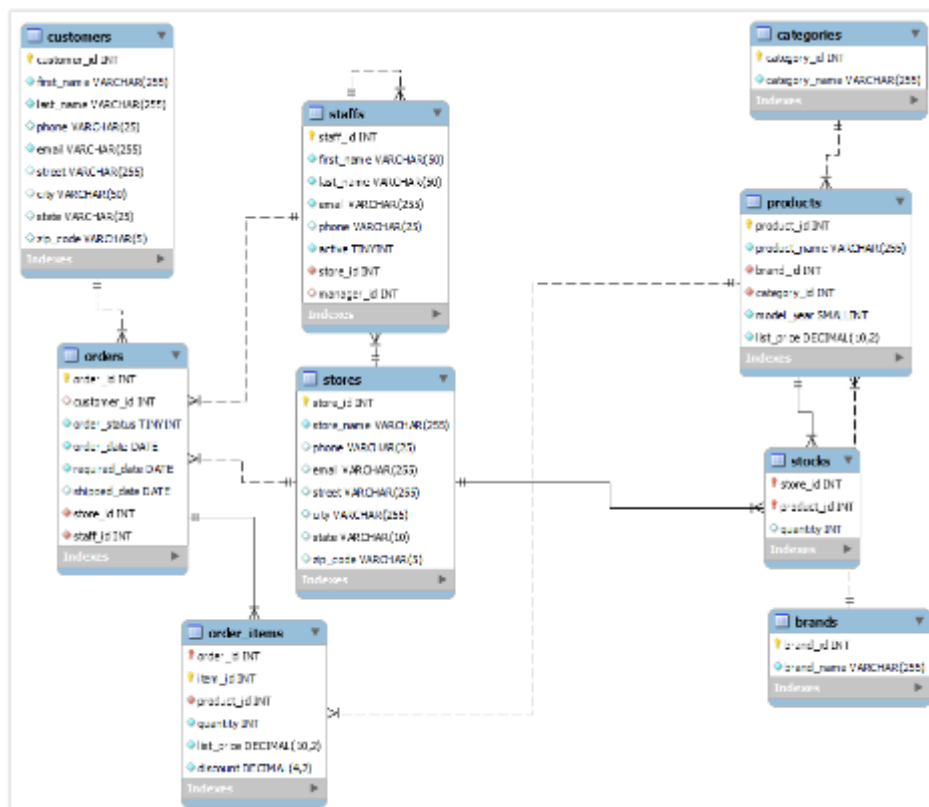 customers
customer_id INT
first_name VARCHAR(255)
last_name VARCHAR(255)
phone VARCHAR(25)
email VARCHAR(255)
street VARCHAR(255)
city VARCHAR(50)
state VARCHAR(25)
zip_code VARCHAR(5)
Indexes
staffs
staff_id INT
first_name VARCHAR(50)
last_name VARCHAR(50)
email VARCHAR(255)
phone VARCHAR(25)
active TINYINT
store_id INT
manager_id INT
Indexes
categories
category_id INT
category_name VARCHAR(255)
Indexes
products
product_id INT
product_name VARCHAR(255)
brand_id INT
category_id INT
model_year SMALLINT
list_price DECIMAL(10,2)
Indexes
orders
order_id INT
customer_id INT
order_status TINYINT
order_date DATE
required_date DATE
shipped_date DATE
store_id INT
staff_id INT
Indexes
stores
store_id INT
store_name VARCHAR(255)
phone VARCHAR(25)
email VARCHAR(255)
street VARCHAR(255)
city VARCHAR(255)
state VARCHAR(10)
zip_code VARCHAR(5)
Indexes
stocks
store_id INT
product_id INT
quantity INT
Indexes
order_items
order_id INT
item_id INT
product_id INT
quantity INT
list_price DECIMAL(10,2)
discount DECIMAL(4,2)
Indexes
brands
brand_id INT
brand_name VARCHAR(255)
Indexes